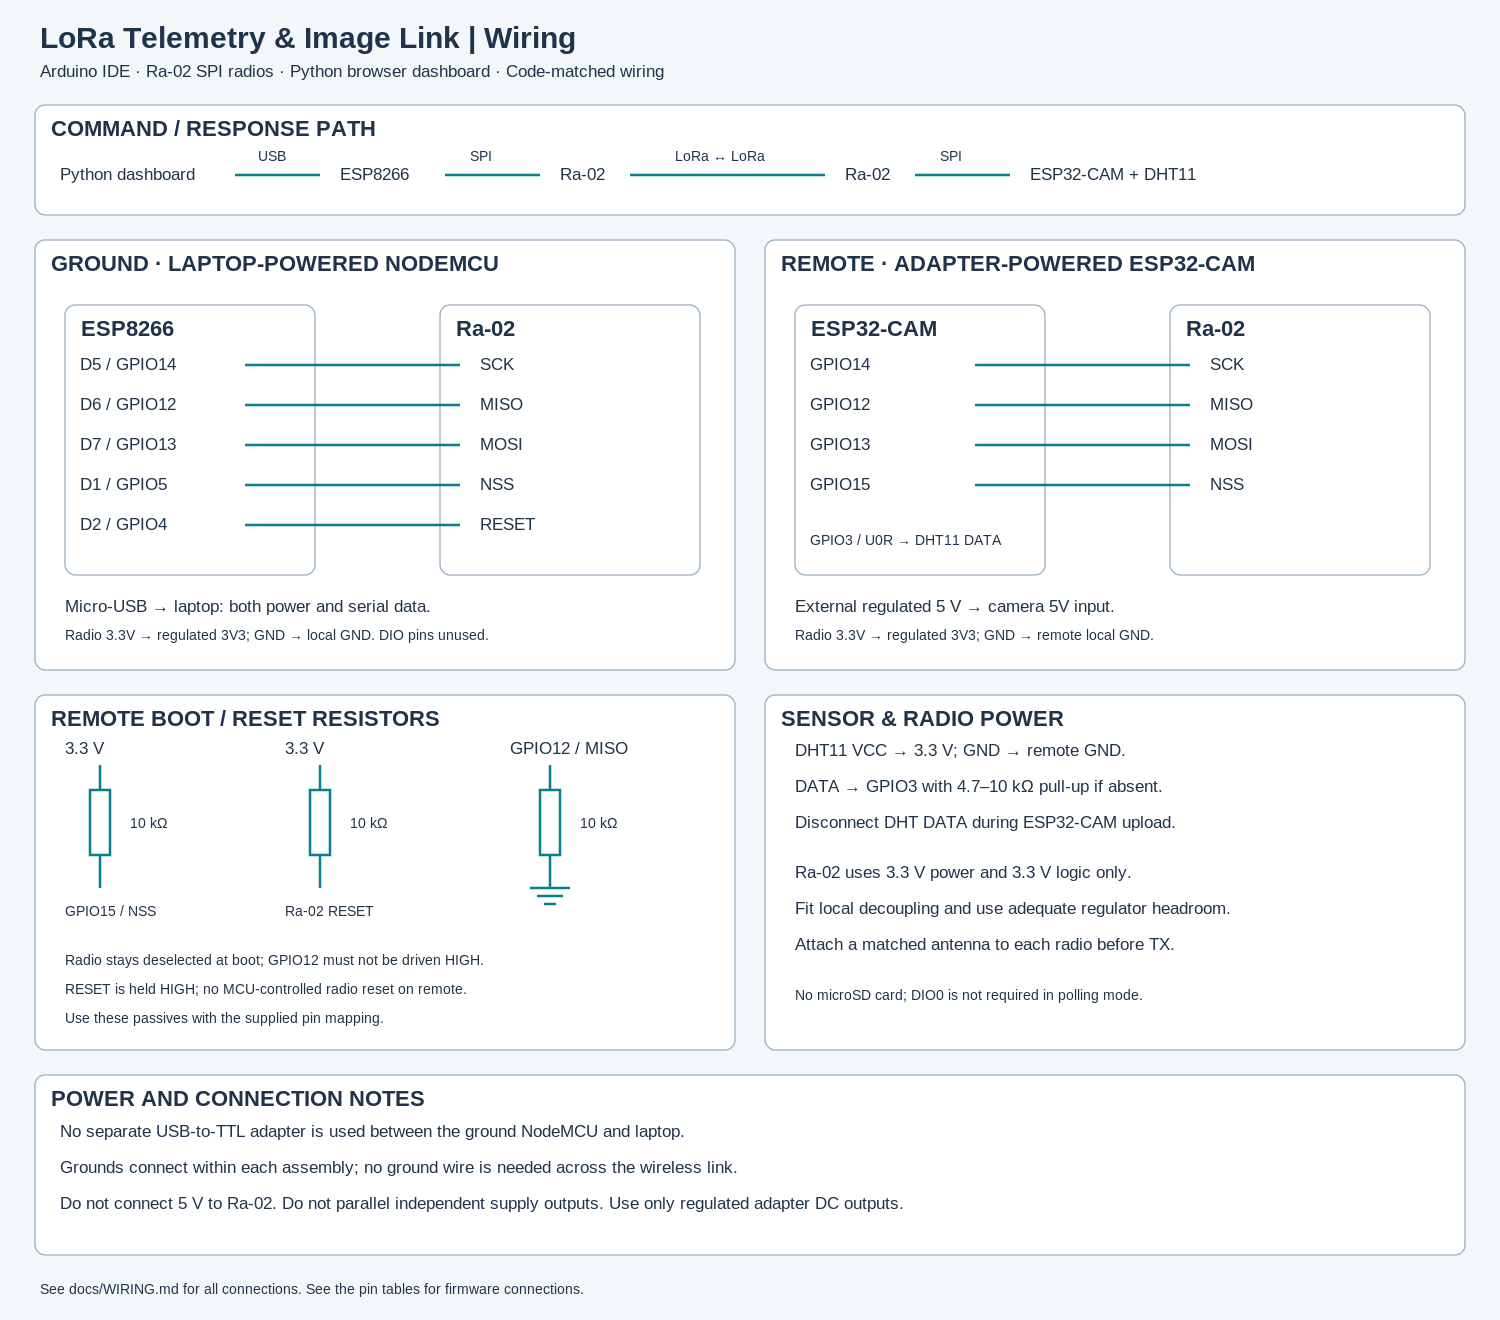 LoRa Telemetry & Image Link | Wiring
Arduino IDE · Ra-02 SPI radios · Python browser dashboard · Code-matched wiring
COMMAND / RESPONSE PATH
USB SPI LoRa ↔ LoRa SPI
Python dashboard ESP8266 Ra-02 Ra-02 ESP32-CAM + DHT11
GROUND · LAPTOP-POWERED NODEMCU
ESP8266 Ra-02
D5 / GPIO14 SCK
D6 / GPIO12 MISO
D7 / GPIO13 MOSI
D1 / GPIO5 NSS
D2 / GPIO4 RESET
Micro-USB → laptop: both power and serial data.
Radio 3.3V → regulated 3V3; GND → local GND. DIO pins unused.
REMOTE · ADAPTER-POWERED ESP32-CAM
ESP32-CAM Ra-02
GPIO14 SCK
GPIO12 MISO
GPIO13 MOSI
GPIO15 NSS
GPIO3 / U0R → DHT11 DATA
External regulated 5 V → camera 5V input.
Radio 3.3V → regulated 3V3; GND → remote local GND.
REMOTE BOOT / RESET RESISTORS
3.3 V 3.3 V GPIO12 / MISO
10 kΩ 10 kΩ 10 kΩ
GPIO15 / NSS Ra-02 RESET
Radio stays deselected at boot; GPIO12 must not be driven HIGH.
RESET is held HIGH; no MCU-controlled radio reset on remote.
Use these passives with the supplied pin mapping.
SENSOR & RADIO POWER
DHT11 VCC → 3.3 V; GND → remote GND.
DATA → GPIO3 with 4.7–10 kΩ pull-up if absent.
Disconnect DHT DATA during ESP32-CAM upload.
Ra-02 uses 3.3 V power and 3.3 V logic only.
Fit local decoupling and use adequate regulator headroom.
Attach a matched antenna to each radio before TX.
No microSD card; DIO0 is not required in polling mode.
POWER AND CONNECTION NOTES
No separate USB-to-TTL adapter is used between the ground NodeMCU and laptop.
Grounds connect within each assembly; no ground wire is needed across the wireless link.
Do not connect 5 V to Ra-02. Do not parallel independent supply outputs. Use only regulated adapter DC outputs.
See docs/WIRING.md for all connections. See the pin tables for firmware connections.